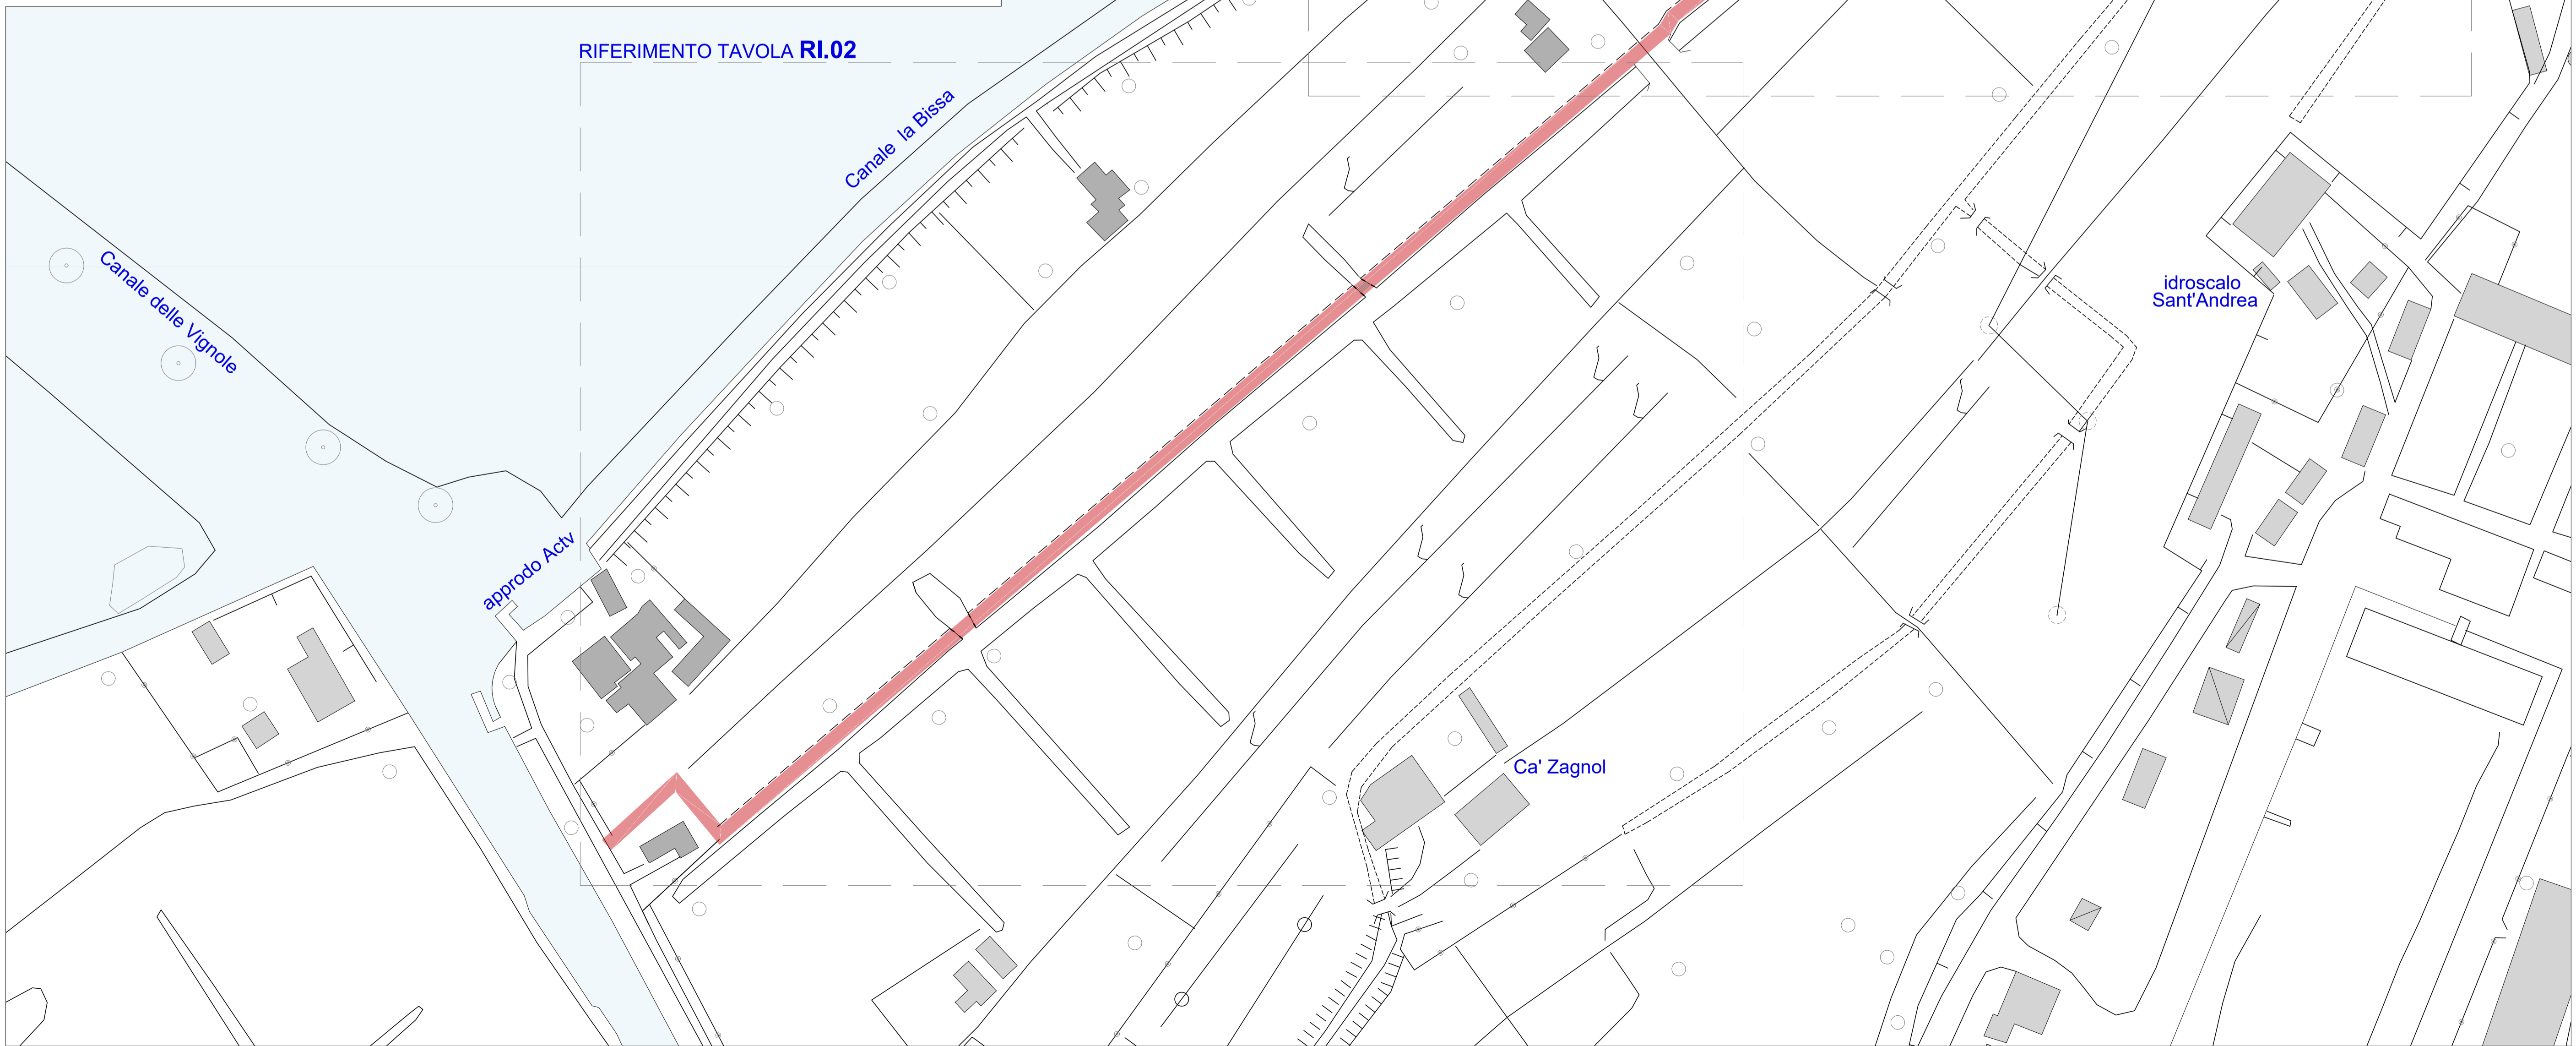 RIFERIMENTO TAVOLA RI.02
Canale la Bissa
Canale delle Vignole
idroscalo
Sant'Andrea
approdo Actv
Ca' Zagnol